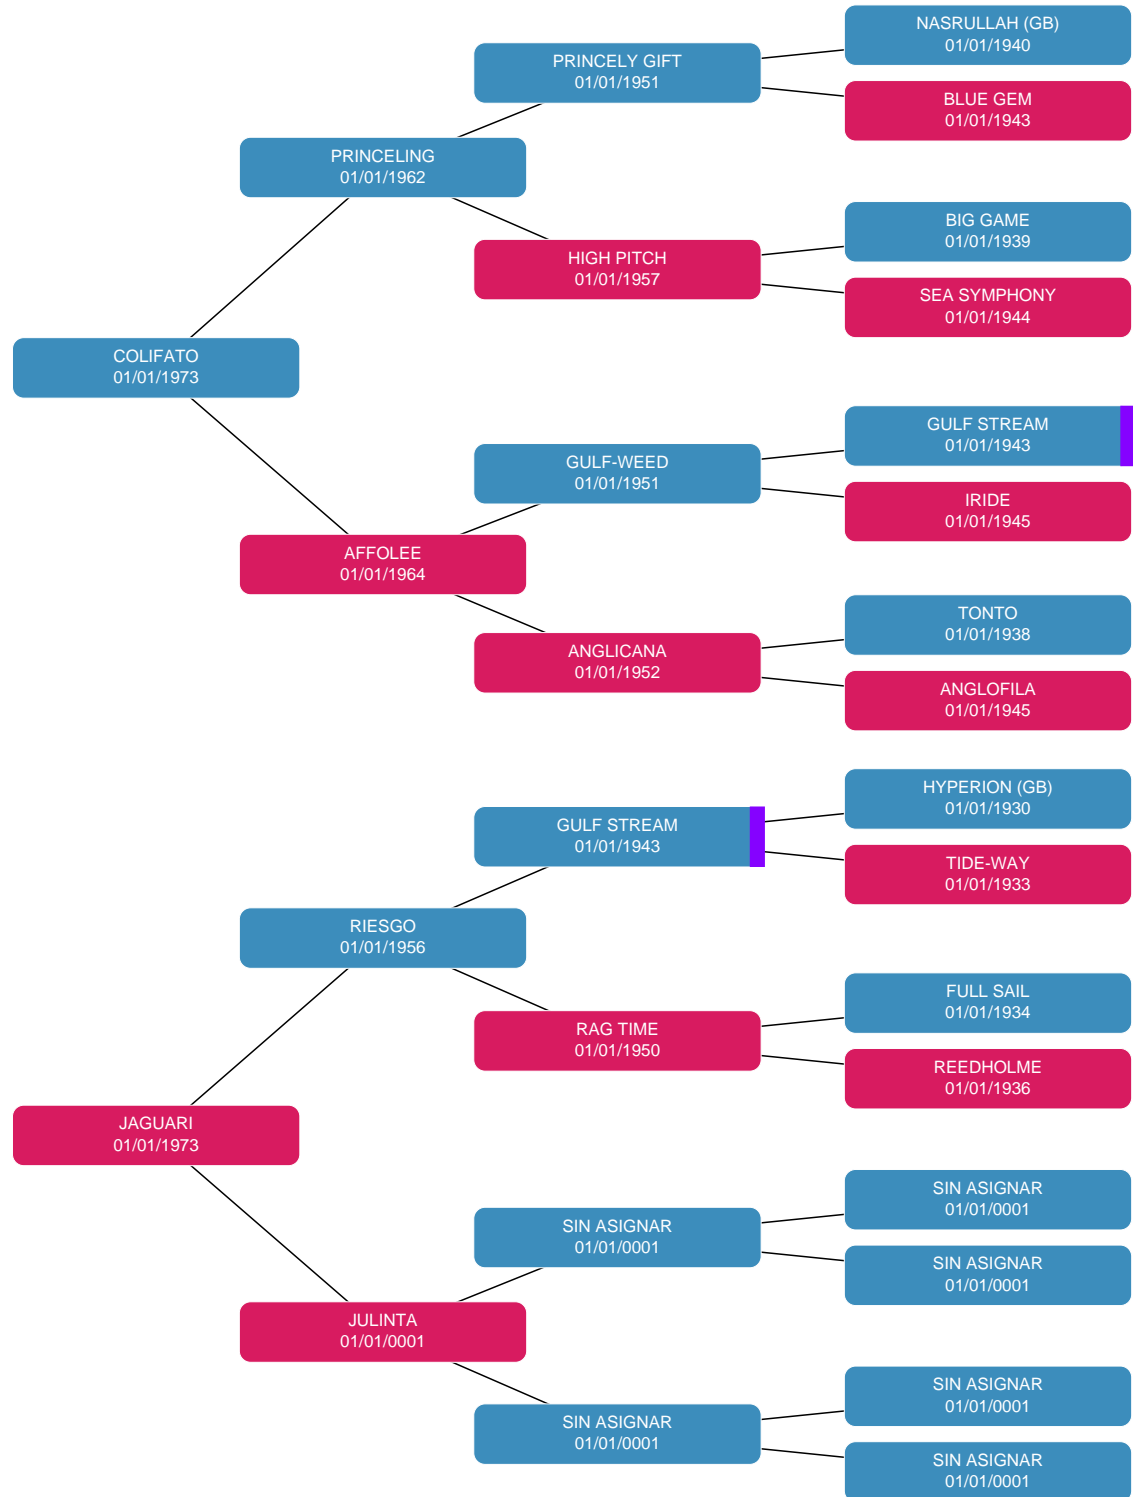 NASRULLAH (GB)
01/01/1940
PRINCELY GIFT
01/01/1951
BLUE GEM
01/01/1943
PRINCELING
01/01/1962
BIG GAME
01/01/1939
HIGH PITCH
01/01/1957
SEA SYMPHONY
01/01/1944
COLIFATO
01/01/1973
GULF STREAM
01/01/1943
GULF-WEED
01/01/1951
IRIDE
01/01/1945
AFFOLEE
01/01/1964
TONTO
01/01/1938
ANGLICANA
01/01/1952
ANGLOFILA
01/01/1945
HYPERION (GB)
01/01/1930
GULF STREAM
01/01/1943
TIDE-WAY
01/01/1933
RIESGO
01/01/1956
FULL SAIL
01/01/1934
RAG TIME
01/01/1950
REEDHOLME
01/01/1936
JAGUARI
01/01/1973
SIN ASIGNAR
01/01/0001
SIN ASIGNAR
01/01/0001
SIN ASIGNAR
01/01/0001
JULINTA
01/01/0001
SIN ASIGNAR
01/01/0001
SIN ASIGNAR
01/01/0001
SIN ASIGNAR
01/01/0001